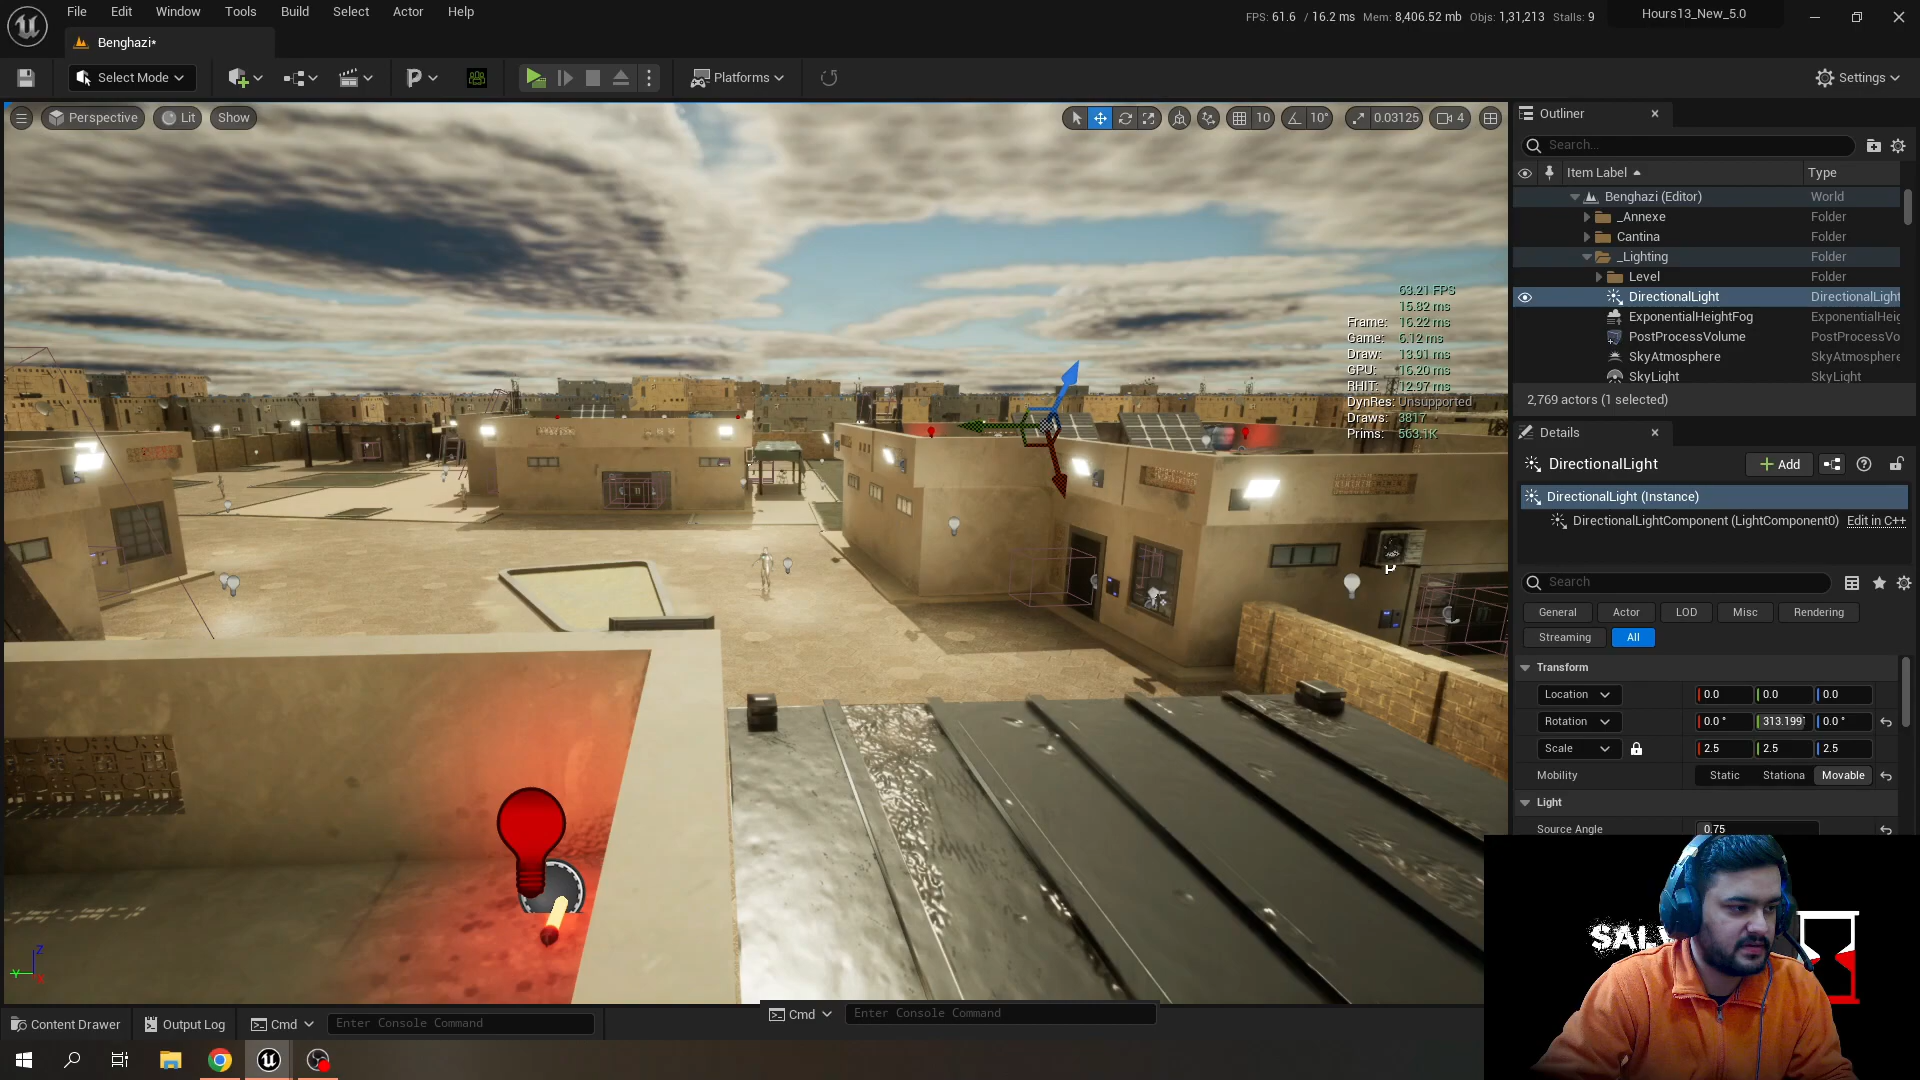 File Edit Window Tools Build Select Actor Help
FPS: 61.6 / 16.2 ms Mem: 8,406.52 mb Objs: 1,31,213 Stalls: 9 Hours13_New_5.0
Benghazi*
Select Mode
Platforms
Settings
Perspective Lit Show
10 10° 0.03125 4
63.21 FPS
15.82 ms
Frame: 16.22 ms
Game: 6.12 ms
Draw: 13.91 ms
GPU: 16.20 ms
RHIT: 12.97 ms
DynRes: Unsupported
Draws: 3817
Prims: 563.1K
Outliner
Search...
Item Label Type
Benghazi (Editor) World
_Annexe Folder
Cantina Folder
_Lighting Folder
Level Folder
DirectionalLight DirectionalLight
ExponentialHeightFog ExponentialHeig
PostProcessVolume PostProcessVo
SkyAtmosphere SkyAtmosphere
SkyLight SkyLight
2,769 actors (1 selected)
Details
DirectionalLight Add
DirectionalLight (Instance)
DirectionalLightComponent (LightComponent0) Edit in C++
Search
General Actor LOD Misc Rendering
Streaming All
Transform
Location 0.0 0.0 0.0
Rotation 0.0 ° 313.199 0.0 °
Scale 2.5 2.5 2.5
Mobility Static Stationa Movable
Light
Source Angle 0.75
Z
Y
Content Drawer Output Log Cmd Enter Console Command
Cmd Enter Console Command